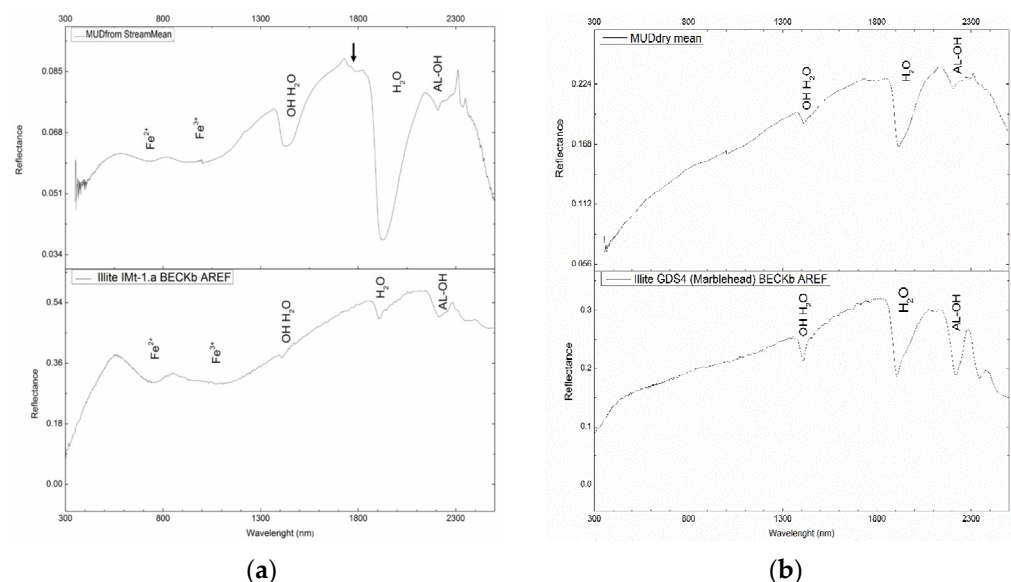 300 800 1300 1800 2300
MUDfrom StreamMean
0.085
0.068
0.051
0.034
Reflectance
Fe2+
Fe3+
OH H2O
H2O
AL-OH
Illite IMt-1.a BECKb AREF
0.54
0.36
0.18
0.00
Reflectance
Fe2+
Fe3+
OH H2O
H2O
AL-OH
300 800 1300 1800 2300
Wavelenght (nm)
(a)
300 800 1300 1800 2300
MUDdry mean
0.224
0.168
0.112
0.056
Reflectance
OH H2O
H2O
AL-OH
Illite GDS4 (Marblehead) BECKb AREF
0.3
0.2
0.1
0.0
Reflectance
OH H2O
H2O
AL-OH
300 800 1300 1800 2300
Wavelenght (nm)
(b)